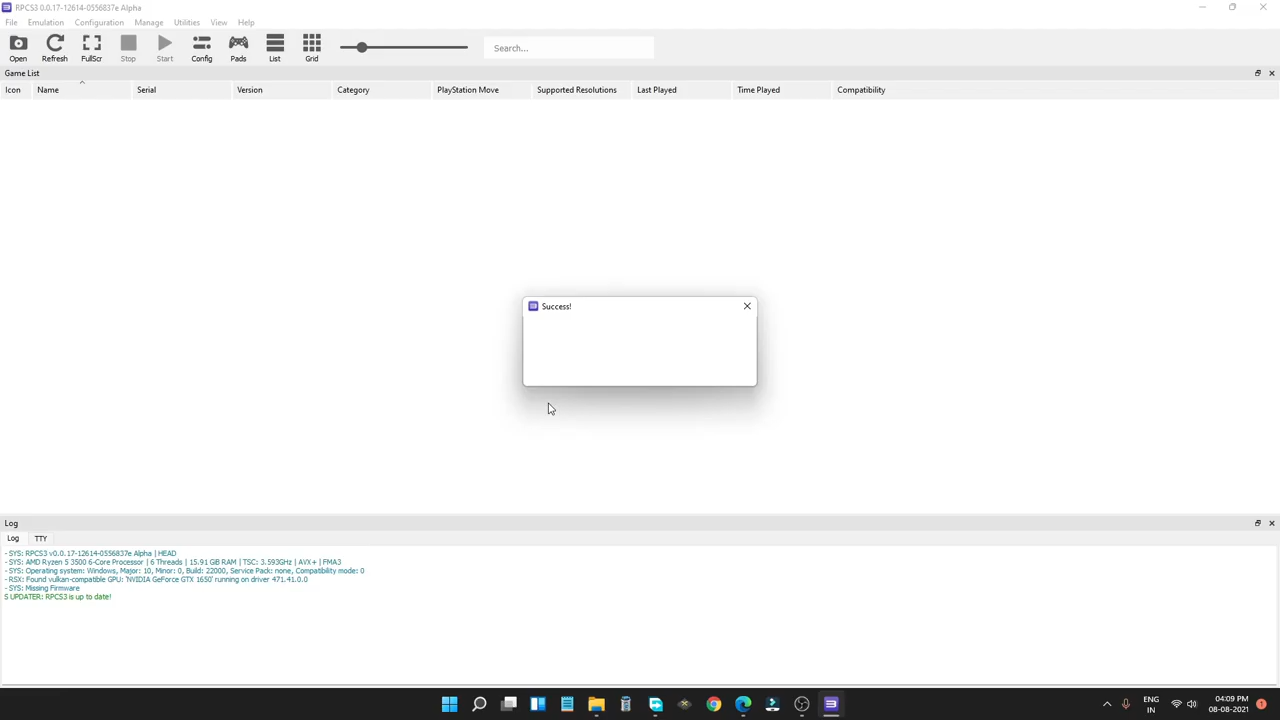 RPCS3 0.0.17-12614-0556837e Alpha
File Emulation Configuration Manage Utilities View Help
Open Refresh FullScr Stop Start Config Pads List Grid Search...
Game List
Icon Name Serial Version Category PlayStation Move Supported Resolutions Last Played Time Played Compatibility
Success!
Log
Log TTY
- SYS: RPCS3 v0.0.17-12614-0556837e Alpha | HEAD
- SYS: AMD Ryzen 5 3500 6-Core Processor | 6 Threads | 15.91 GiB RAM | TSC: 3.593GHz | AVX+ | FMA3
- SYS: Operating system: Windows, Major: 10, Minor: 0, Build: 22000, Service Pack: none, Compatibility mode: 0
- RSX: Found vulkan-compatible GPU: 'NVIDIA GeForce GTX 1650' running on driver 471.41.0.0
- SYS: Missing Firmware
S UPDATER: RPCS3 is up to date!
ENG 04:09 PM
IN 08-08-2021